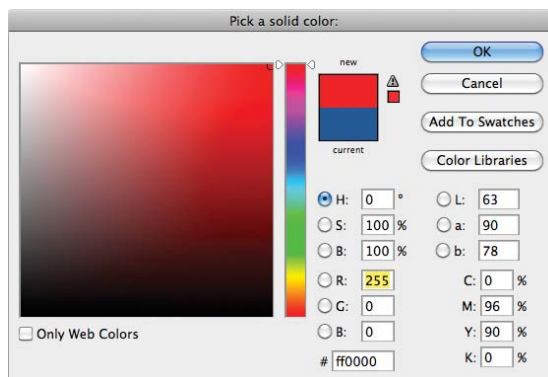 Pick a solid color:
new
current
OK
Cancel
Add To Swatches
Color Libraries
H: 0 °
S: 100 %
B: 100 %
R: 255
G: 0
B: 0
# ff0000
L: 63
a: 90
b: 78
C: 0 %
M: 96 %
Y: 90 %
K: 0 %
Only Web Colors